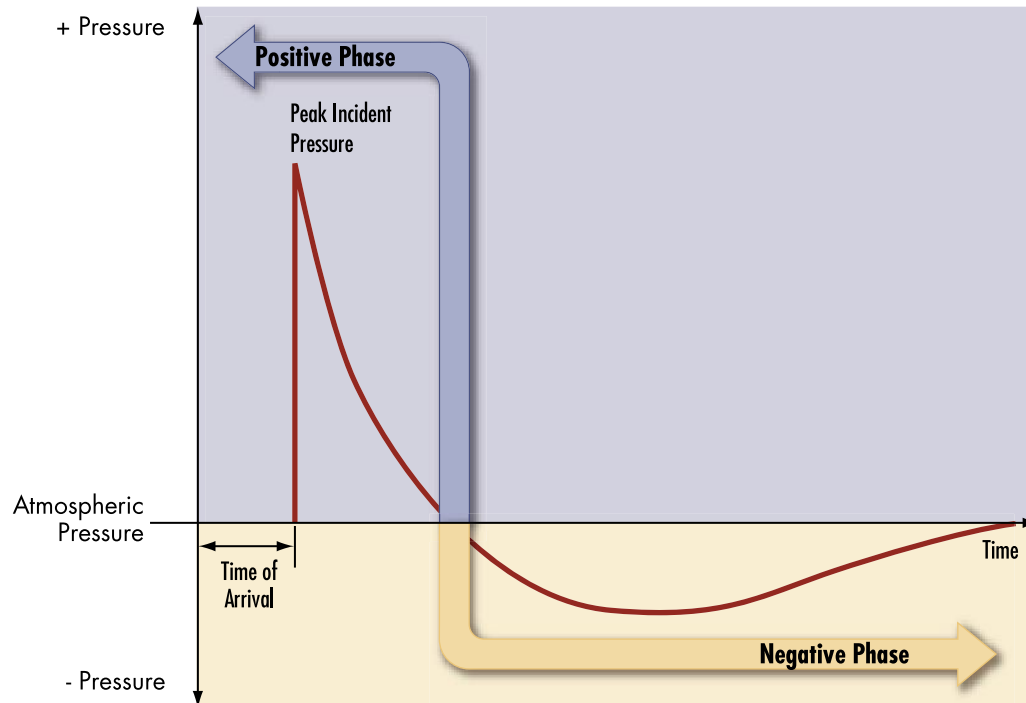 + Pressure
Positive Phase
Peak Incident
Pressure
Atmospheric
Pressure
Time of
Arrival
Time
Negative Phase
- Pressure